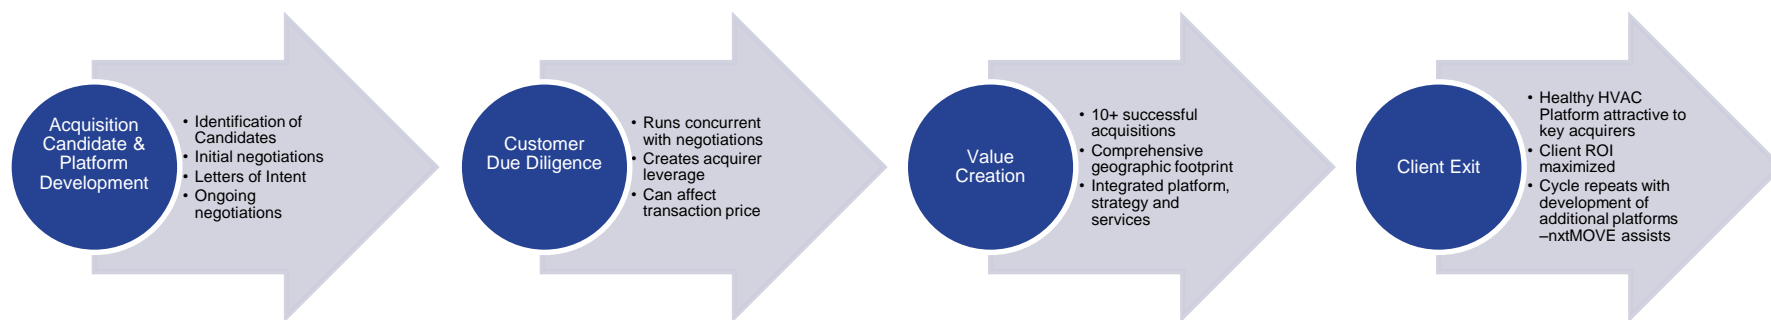 Acquisition
Candidate &
Platform
Development
• Identification of
Candidates
• Initial negotiations
• Letters of Intent
• Ongoing
negotiations
Customer
Due Diligence
• Runs concurrent
with negotiations
• Creates acquirer
leverage
• Can affect
transaction price
Value
Creation
• 10+ successful
acquisitions
• Comprehensive
geographic footprint
• Integrated platform,
strategy and
services
Client Exit
• Healthy HVAC
Platform attractive to
key acquirers
• Client ROI
maximized
• Cycle repeats with
development of
additional platforms
–nxtMOVE assists